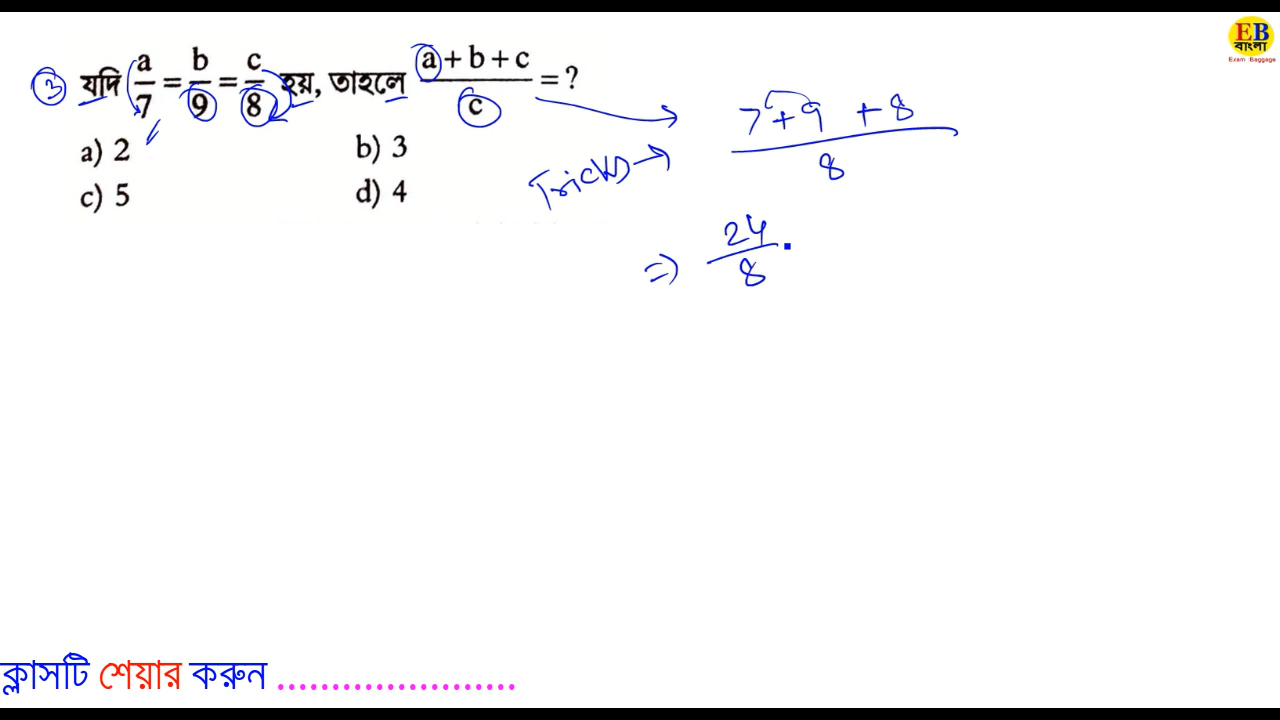 EB
বাংলা
Exam Baggage
③ যদি a/7 = b/9 = c/8 হয়, তাহলে (a + b + c)/c = ?
a) 2 b) 3
c) 5 d) 4
Tricks → (7 + 9 + 8)/8
⇒ 24/8
ক্লাসটি শেয়ার করুন ......................